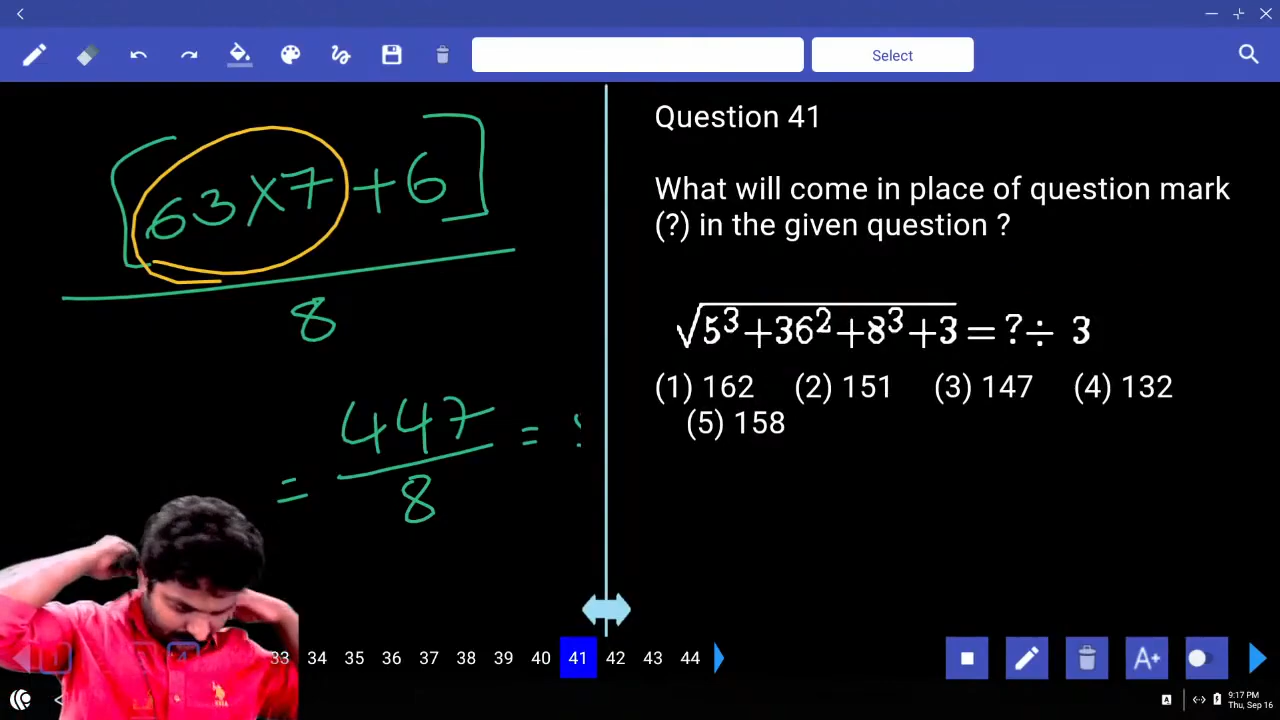 Select
[63×7+6]
8
= 447 = ?
8
Question 41
What will come in place of question mark
(?) in the given question ?
√5³+36²+8³+3 = ? ÷ 3
(1) 162 (2) 151 (3) 147 (4) 132
(5) 158
33 34 35 36 37 38 39 40 41 42 43 44
A+
A
9:17 PM
Thu, Sep 16